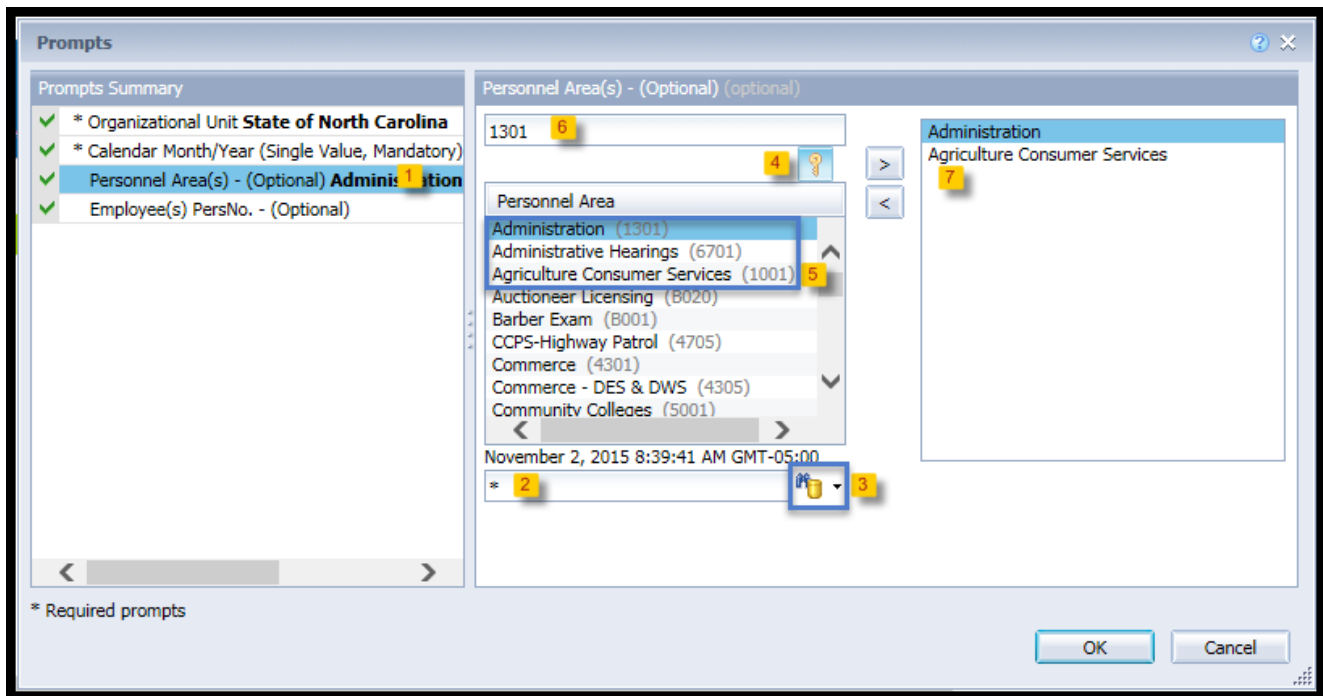 Prompts
Prompts Summary
* Organizational Unit State of North Carolina
* Calendar Month/Year (Single Value, Mandatory)
Personnel Area(s) - (Optional) Adminis 1 tion
Employee(s) PersNo. - (Optional)
* Required prompts
Personnel Area(s) - (Optional) (optional)
1301 6
4
Personnel Area
Administration (1301)
Administrative Hearings (6701)
Agriculture Consumer Services (1001) 5
Auctioneer Licensing (B020)
Barber Exam (B001)
CCPS-Highway Patrol (4705)
Commerce (4301)
Commerce - DES & DWS (4305)
Community Colleges (5001)
November 2, 2015 8:39:41 AM GMT-05:00
* 2
3
>
<
Administration
Agriculture Consumer Services
7
OK Cancel